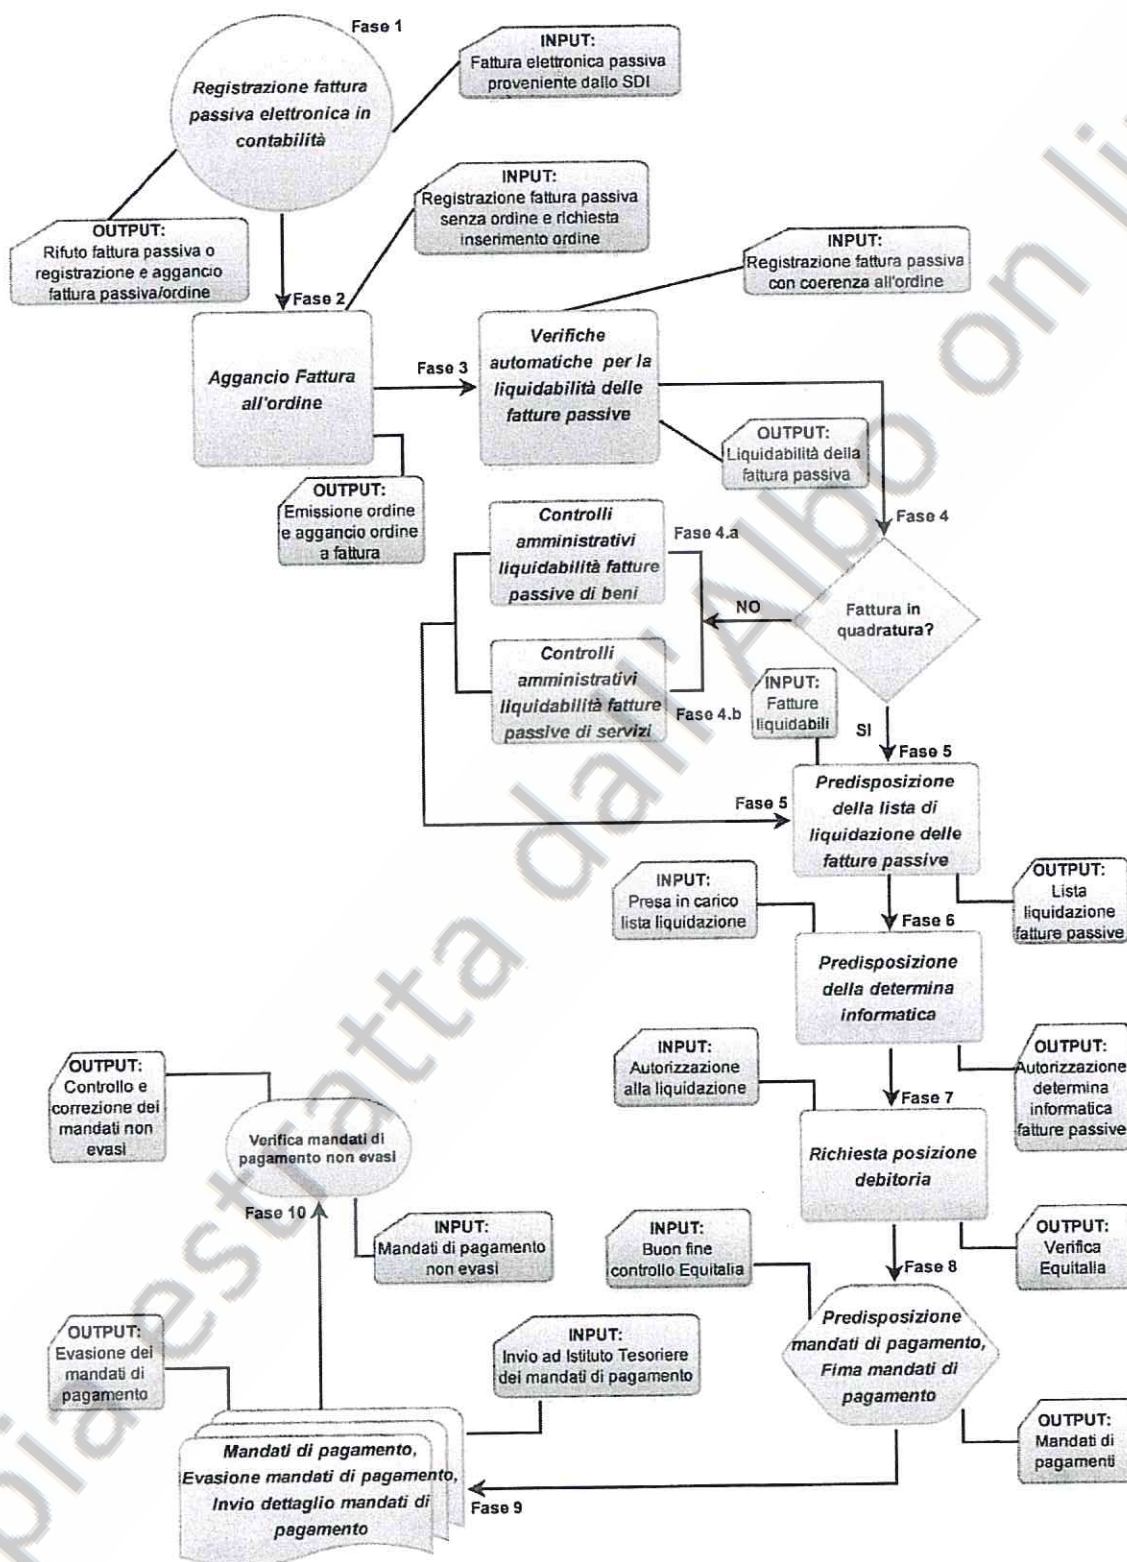 Fase 1
Registrazione fattura
passiva elettronica in
contabilità
INPUT:
Fattura elettronica passiva
proveniente dallo SDI
OUTPUT:
Rifuto fattura passiva o
registrazione e aggancio
fattura passiva/ordine
INPUT:
Registrazione fattura passiva
senza ordine e richiesta
inserimento ordine
INPUT:
Registrazione fattura passiva
con coerenza all'ordine
Fase 2
Aggancio Fattura
all'ordine
Fase 3
Verifiche
automatiche per la
liquidabilità delle
fatture passive
OUTPUT:
Liquidabilità della
fattura passiva
OUTPUT:
Emissione ordine
e aggancio ordine
a fattura
Fase 4
Controlli
amministrativi
liquidabilità fatture
passive di beni
Fase 4.a
NO
Fattura in
quadratura?
Controlli
amministrativi
liquidabilità fatture
passive di servizi
Fase 4.b
INPUT:
Fatture
liquidabili
SI
Fase 5
Fase 5
Predisposizione
della lista di
liquidazione delle
fatture passive
INPUT:
Presa in carico
lista liquidazione
OUTPUT:
Lista
liquidazione
fatture passive
Fase 6
Predisposizione
della determina
informatica
INPUT:
Autorizzazione
alla liquidazione
OUTPUT:
Autorizzazione
determina
informatica
fatture passive
Fase 7
Richiesta posizione
debitoria
OUTPUT:
Controllo e
correzione dei
mandati non
evasi
Verifica mandati di
pagamento non evasi
Fase 10
INPUT:
Mandati di pagamento
non evasi
INPUT:
Buon fine
controllo Equitalia
OUTPUT:
Verifica
Equitalia
Fase 8
Predisposizione
mandati di pagamento,
Fima mandati di
pagamento
OUTPUT:
Evasione dei
mandati di
pagamento
INPUT:
Invio ad Istituto Tesoriere
dei mandati di pagamento
OUTPUT:
Mandati di
pagamenti
Mandati di pagamento,
Evasione mandati di pagamento,
Invio dettaglio mandati di
pagamento
Fase 9
pia estratta dall'Albo on li